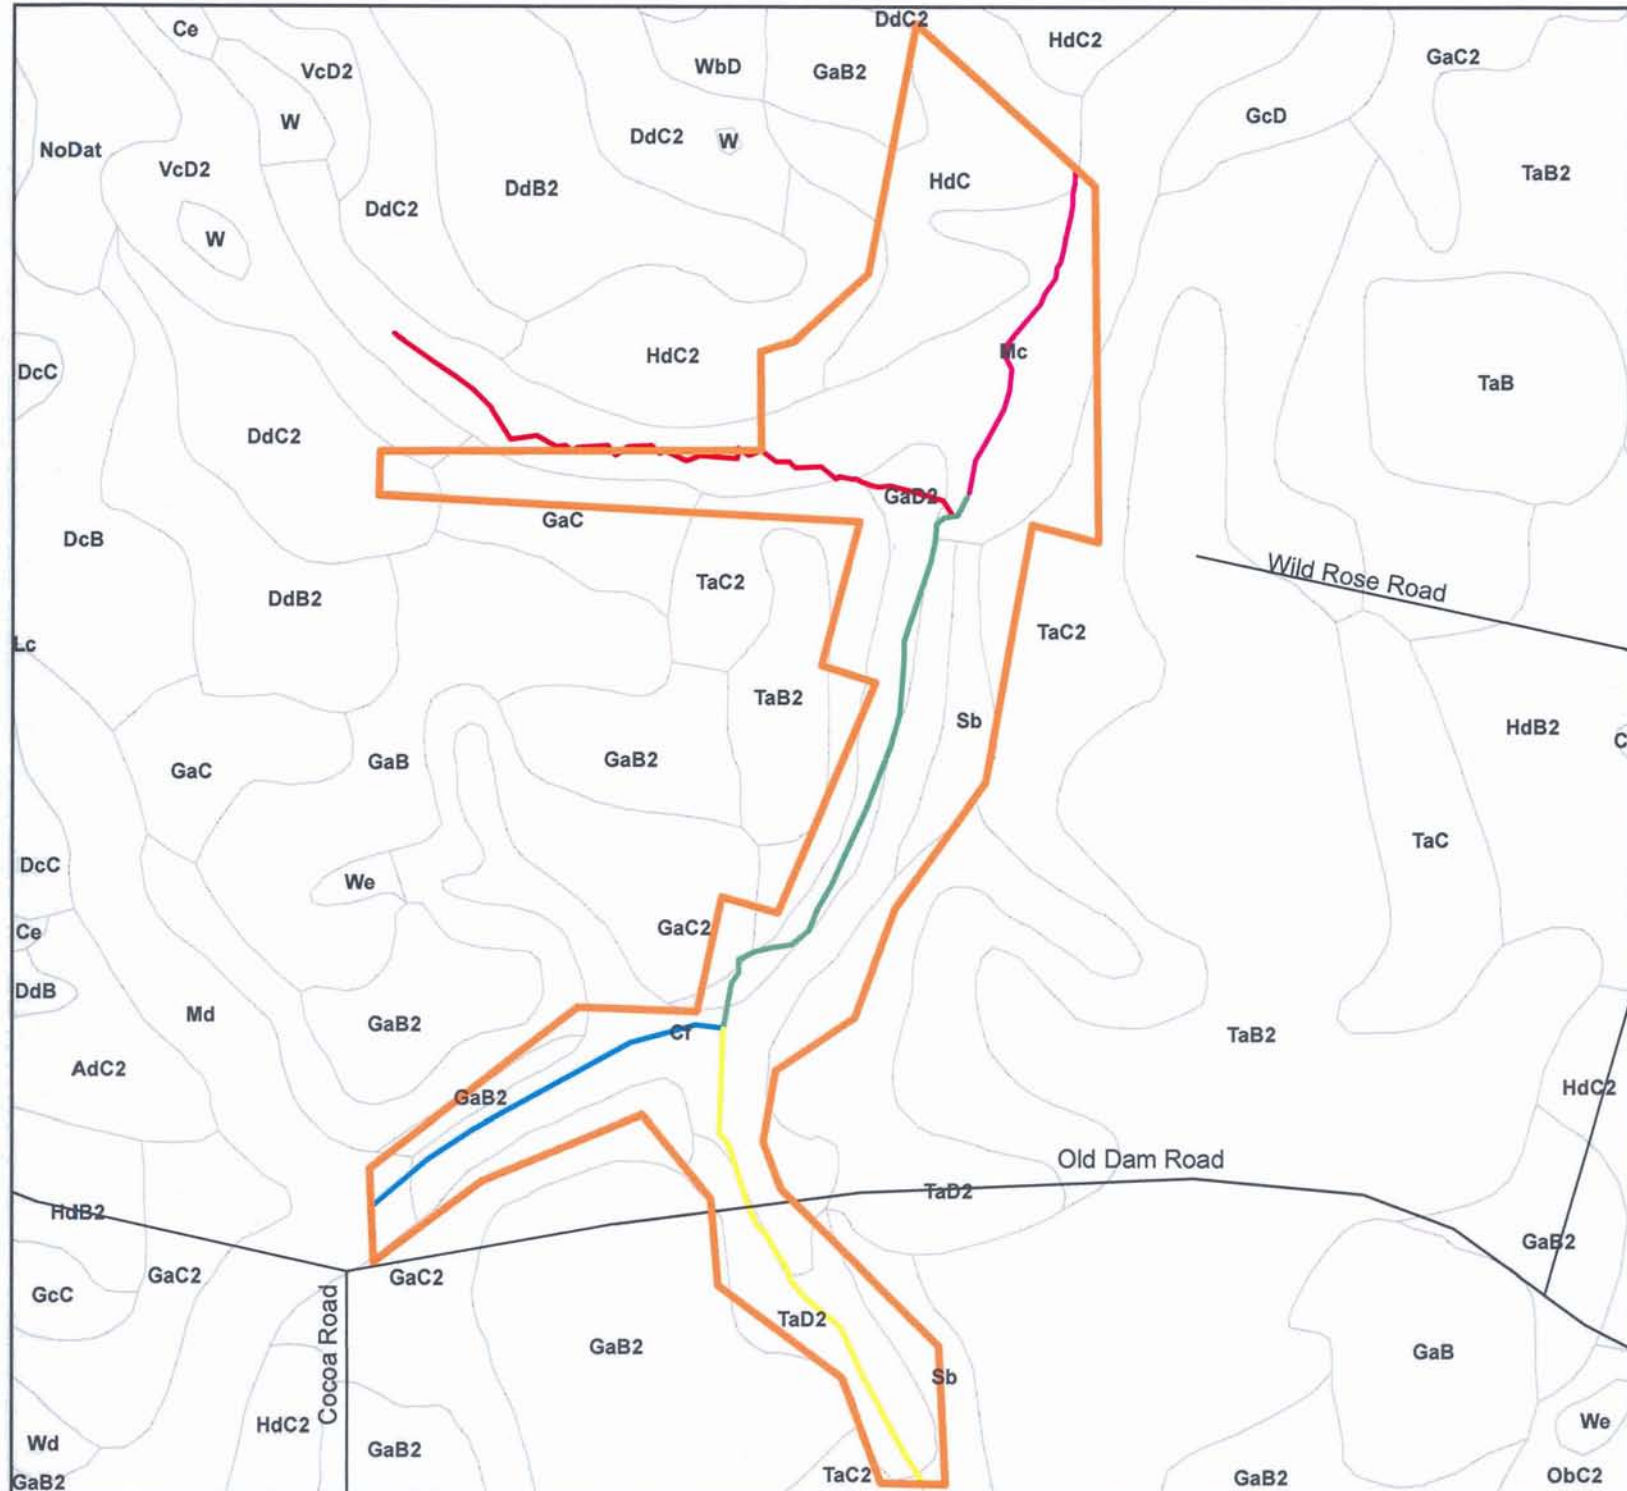 DdC2
Ce
HdC2
GaC2
VcD2
WbD
GaB2
GcD
W
DdC2
W
NoDat
VcD2
TaB2
HdC
DdB2
DdC2
W
Mc
HdC2
DcC
TaB
DdC2
GaD2
GaC
DcB
Wild Rose Road
TaC2
DdB2
TaC2
Lc
TaB2
Sb
HdB2
C
GaB2
GaB
GaC
TaC
DcC
We
GaC2
Ce
DdB
Md
GaB2
Cr
TaB2
AdC2
HdC2
GaB2
Old Dam Road
TaD2
HdB2
GaB2
GaC2
GaC2
GcC
TaD2
GaB2
GaB
Cocoa Road
Sb
HdC2
We
Wd
GaB2
TaC2
ObC2
GaB2
GaB2